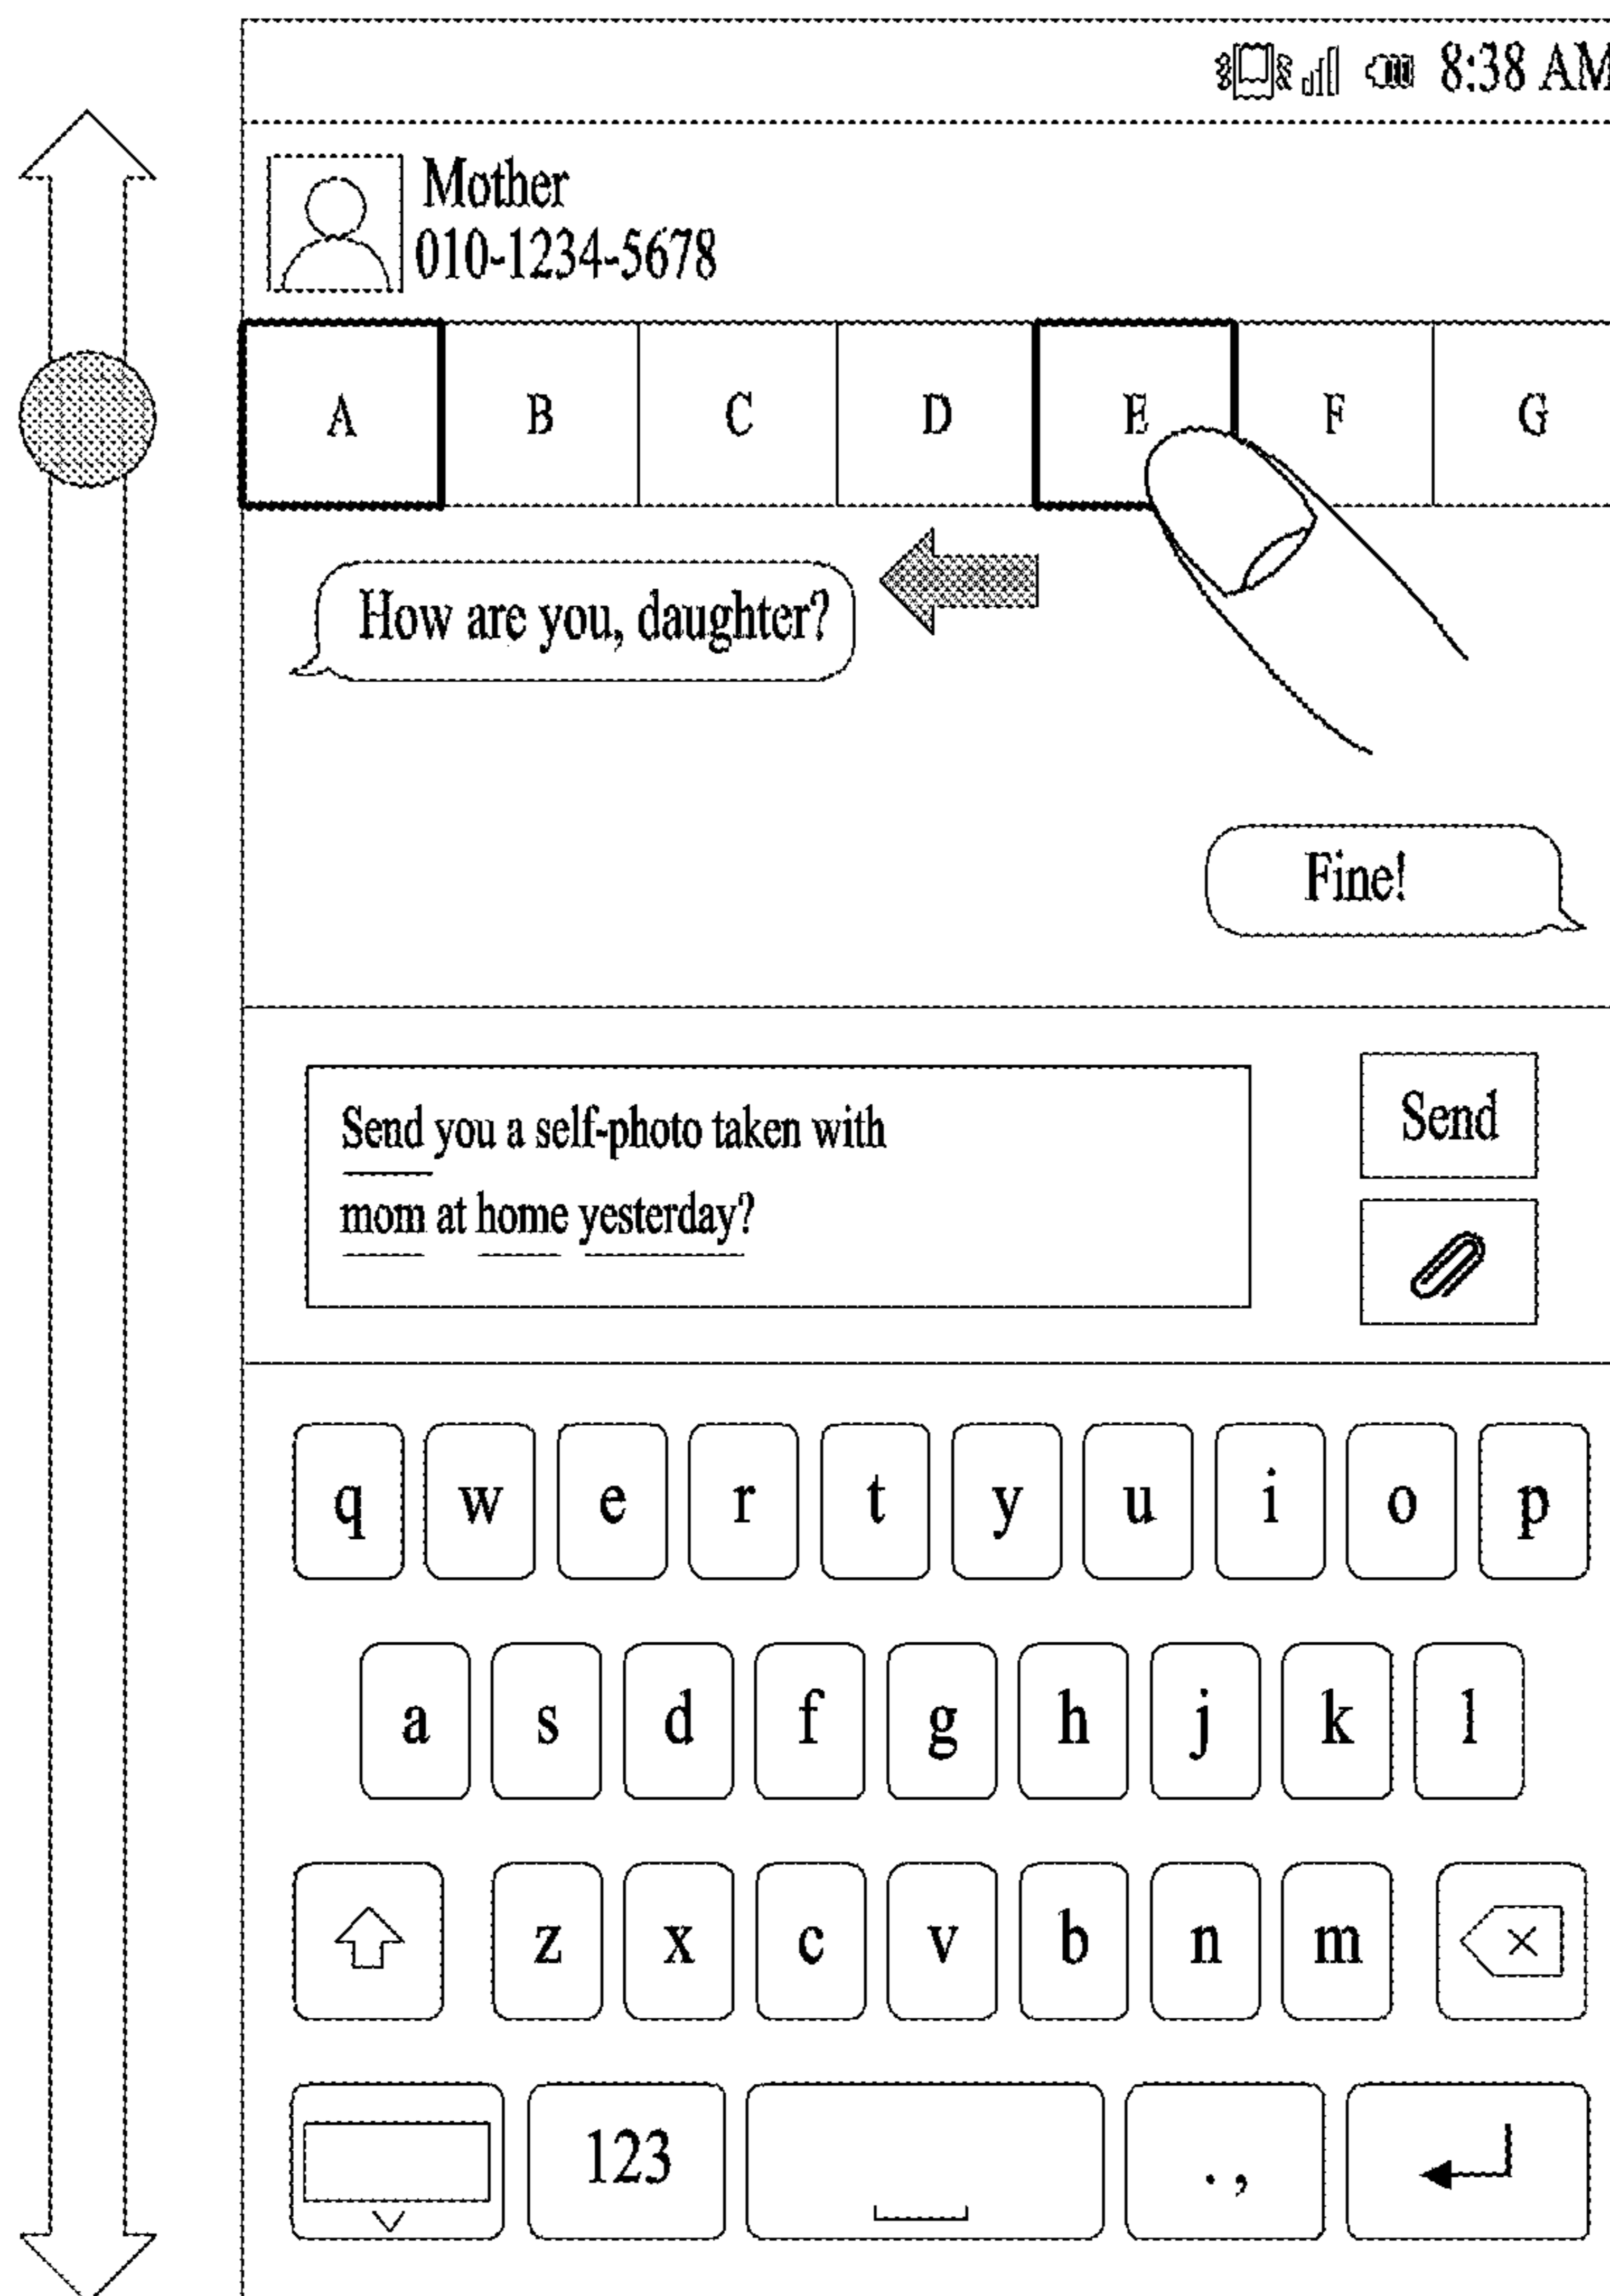 8:38 AM
Mother
010-1234-5678
A B C D E F G
How are you, daughter?
Fine!
Send you a self-photo taken with
mom at home yesterday?
Send
q w e r t y u i o p
a s d f g h j k l
z x c v b n m
123 . ,